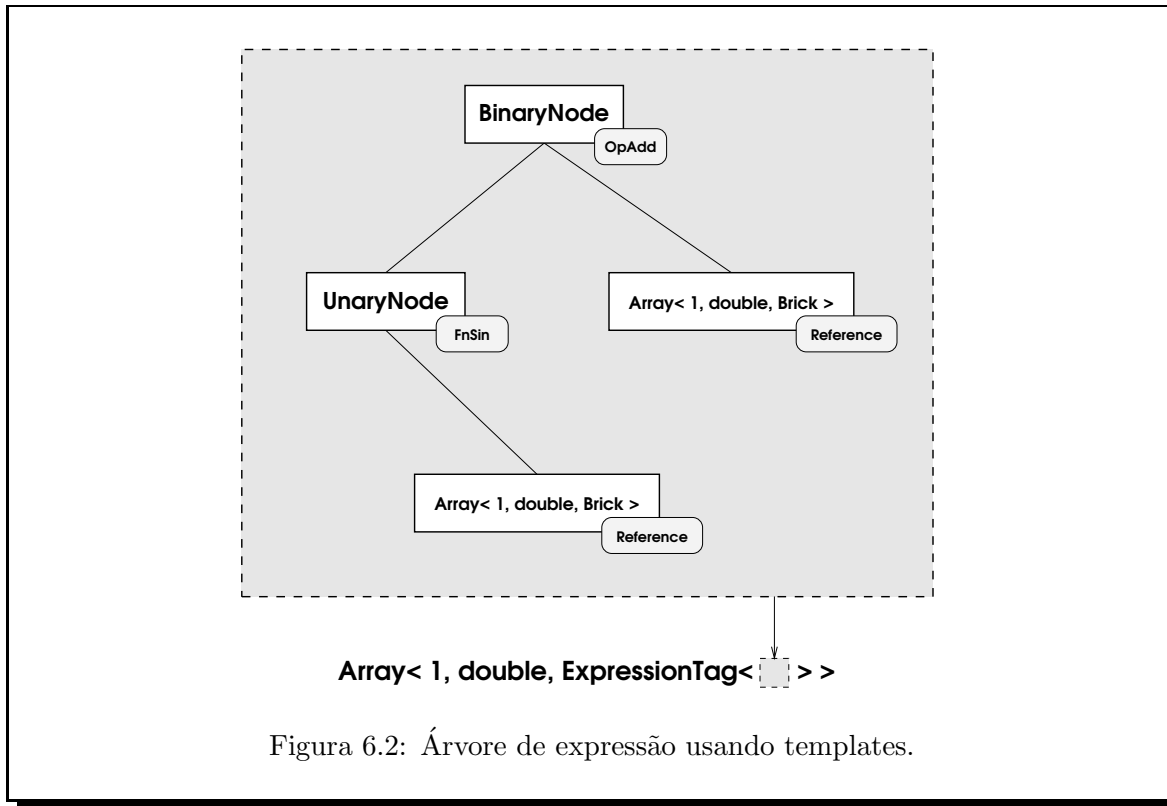 BinaryNode
OpAdd
UnaryNode
FnSin
Array< 1, double, Brick >
Reference
Array< 1, double, Brick >
Reference
Array< 1, double, ExpressionTag< > >
Figura 6.2: Árvore de expressão usando templates.